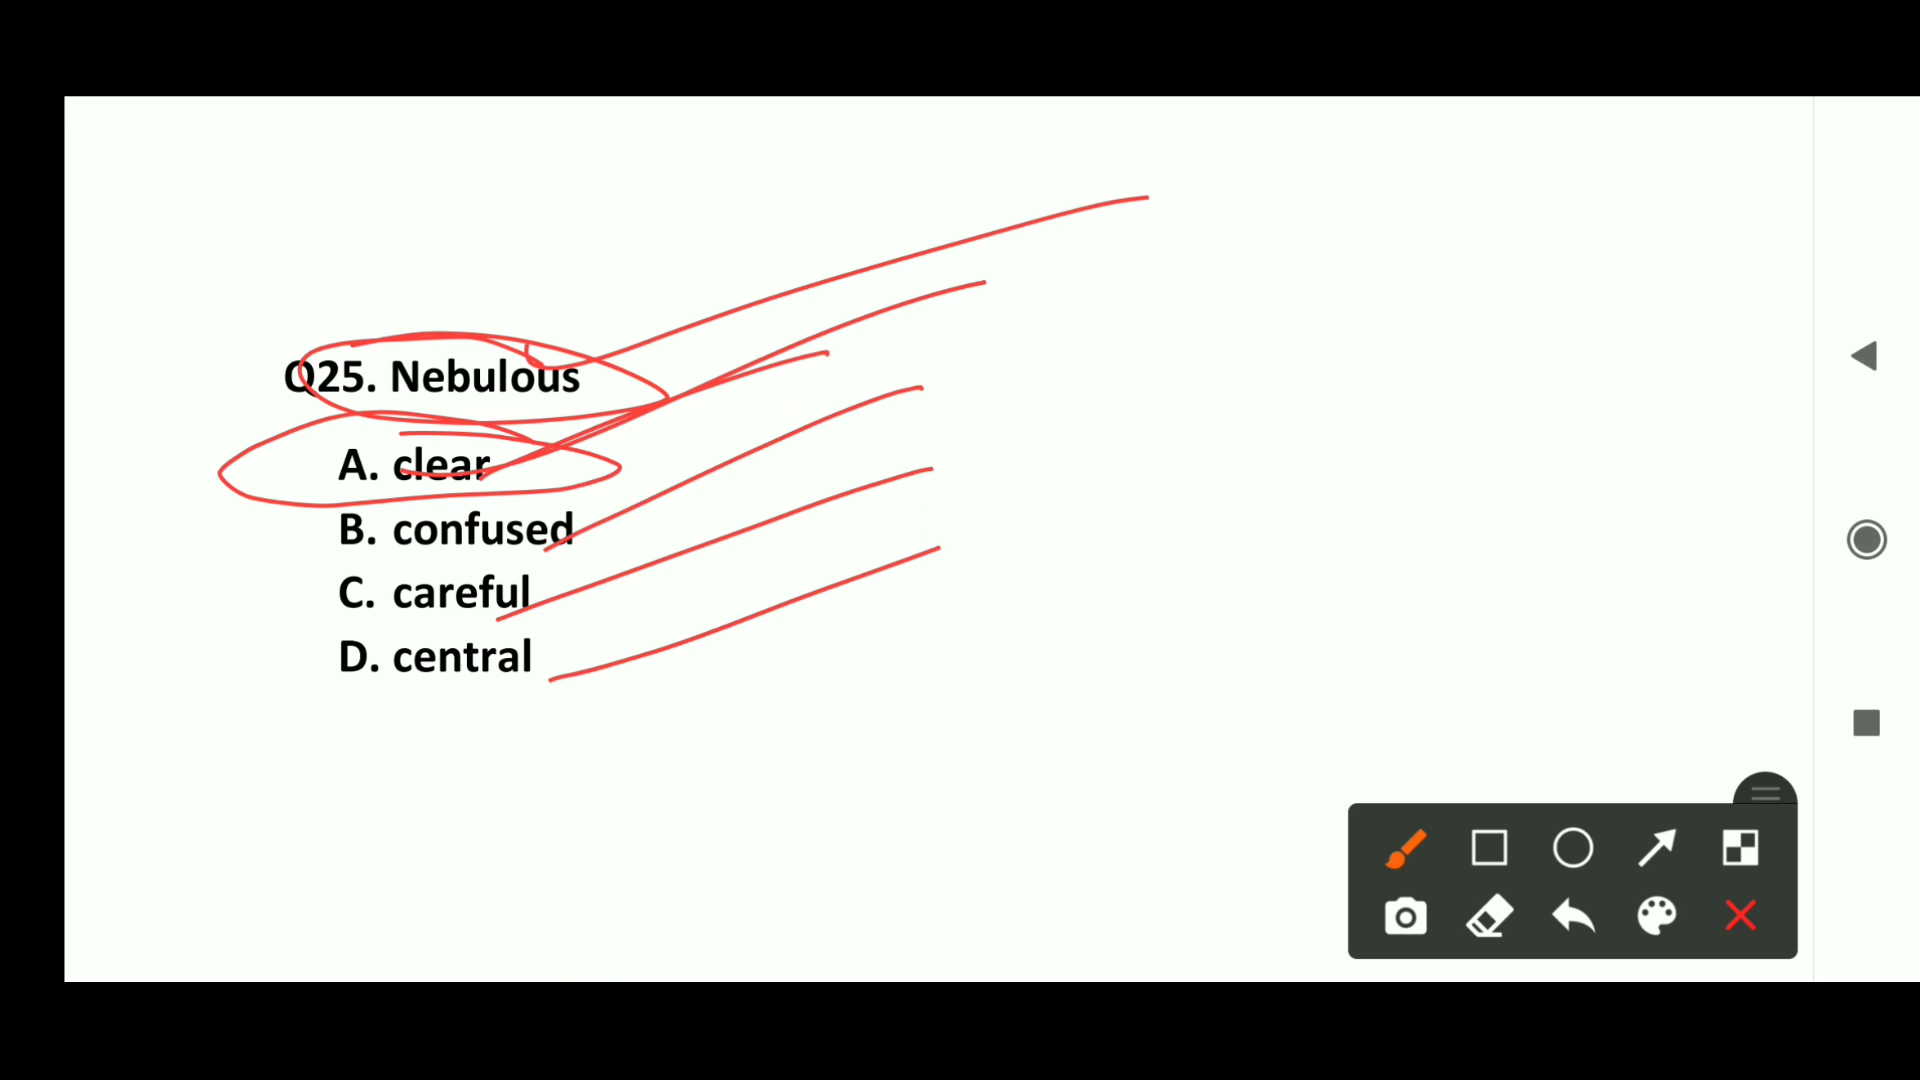 Q25. Nebulous
A. clear
B. confused
C. careful
D. central